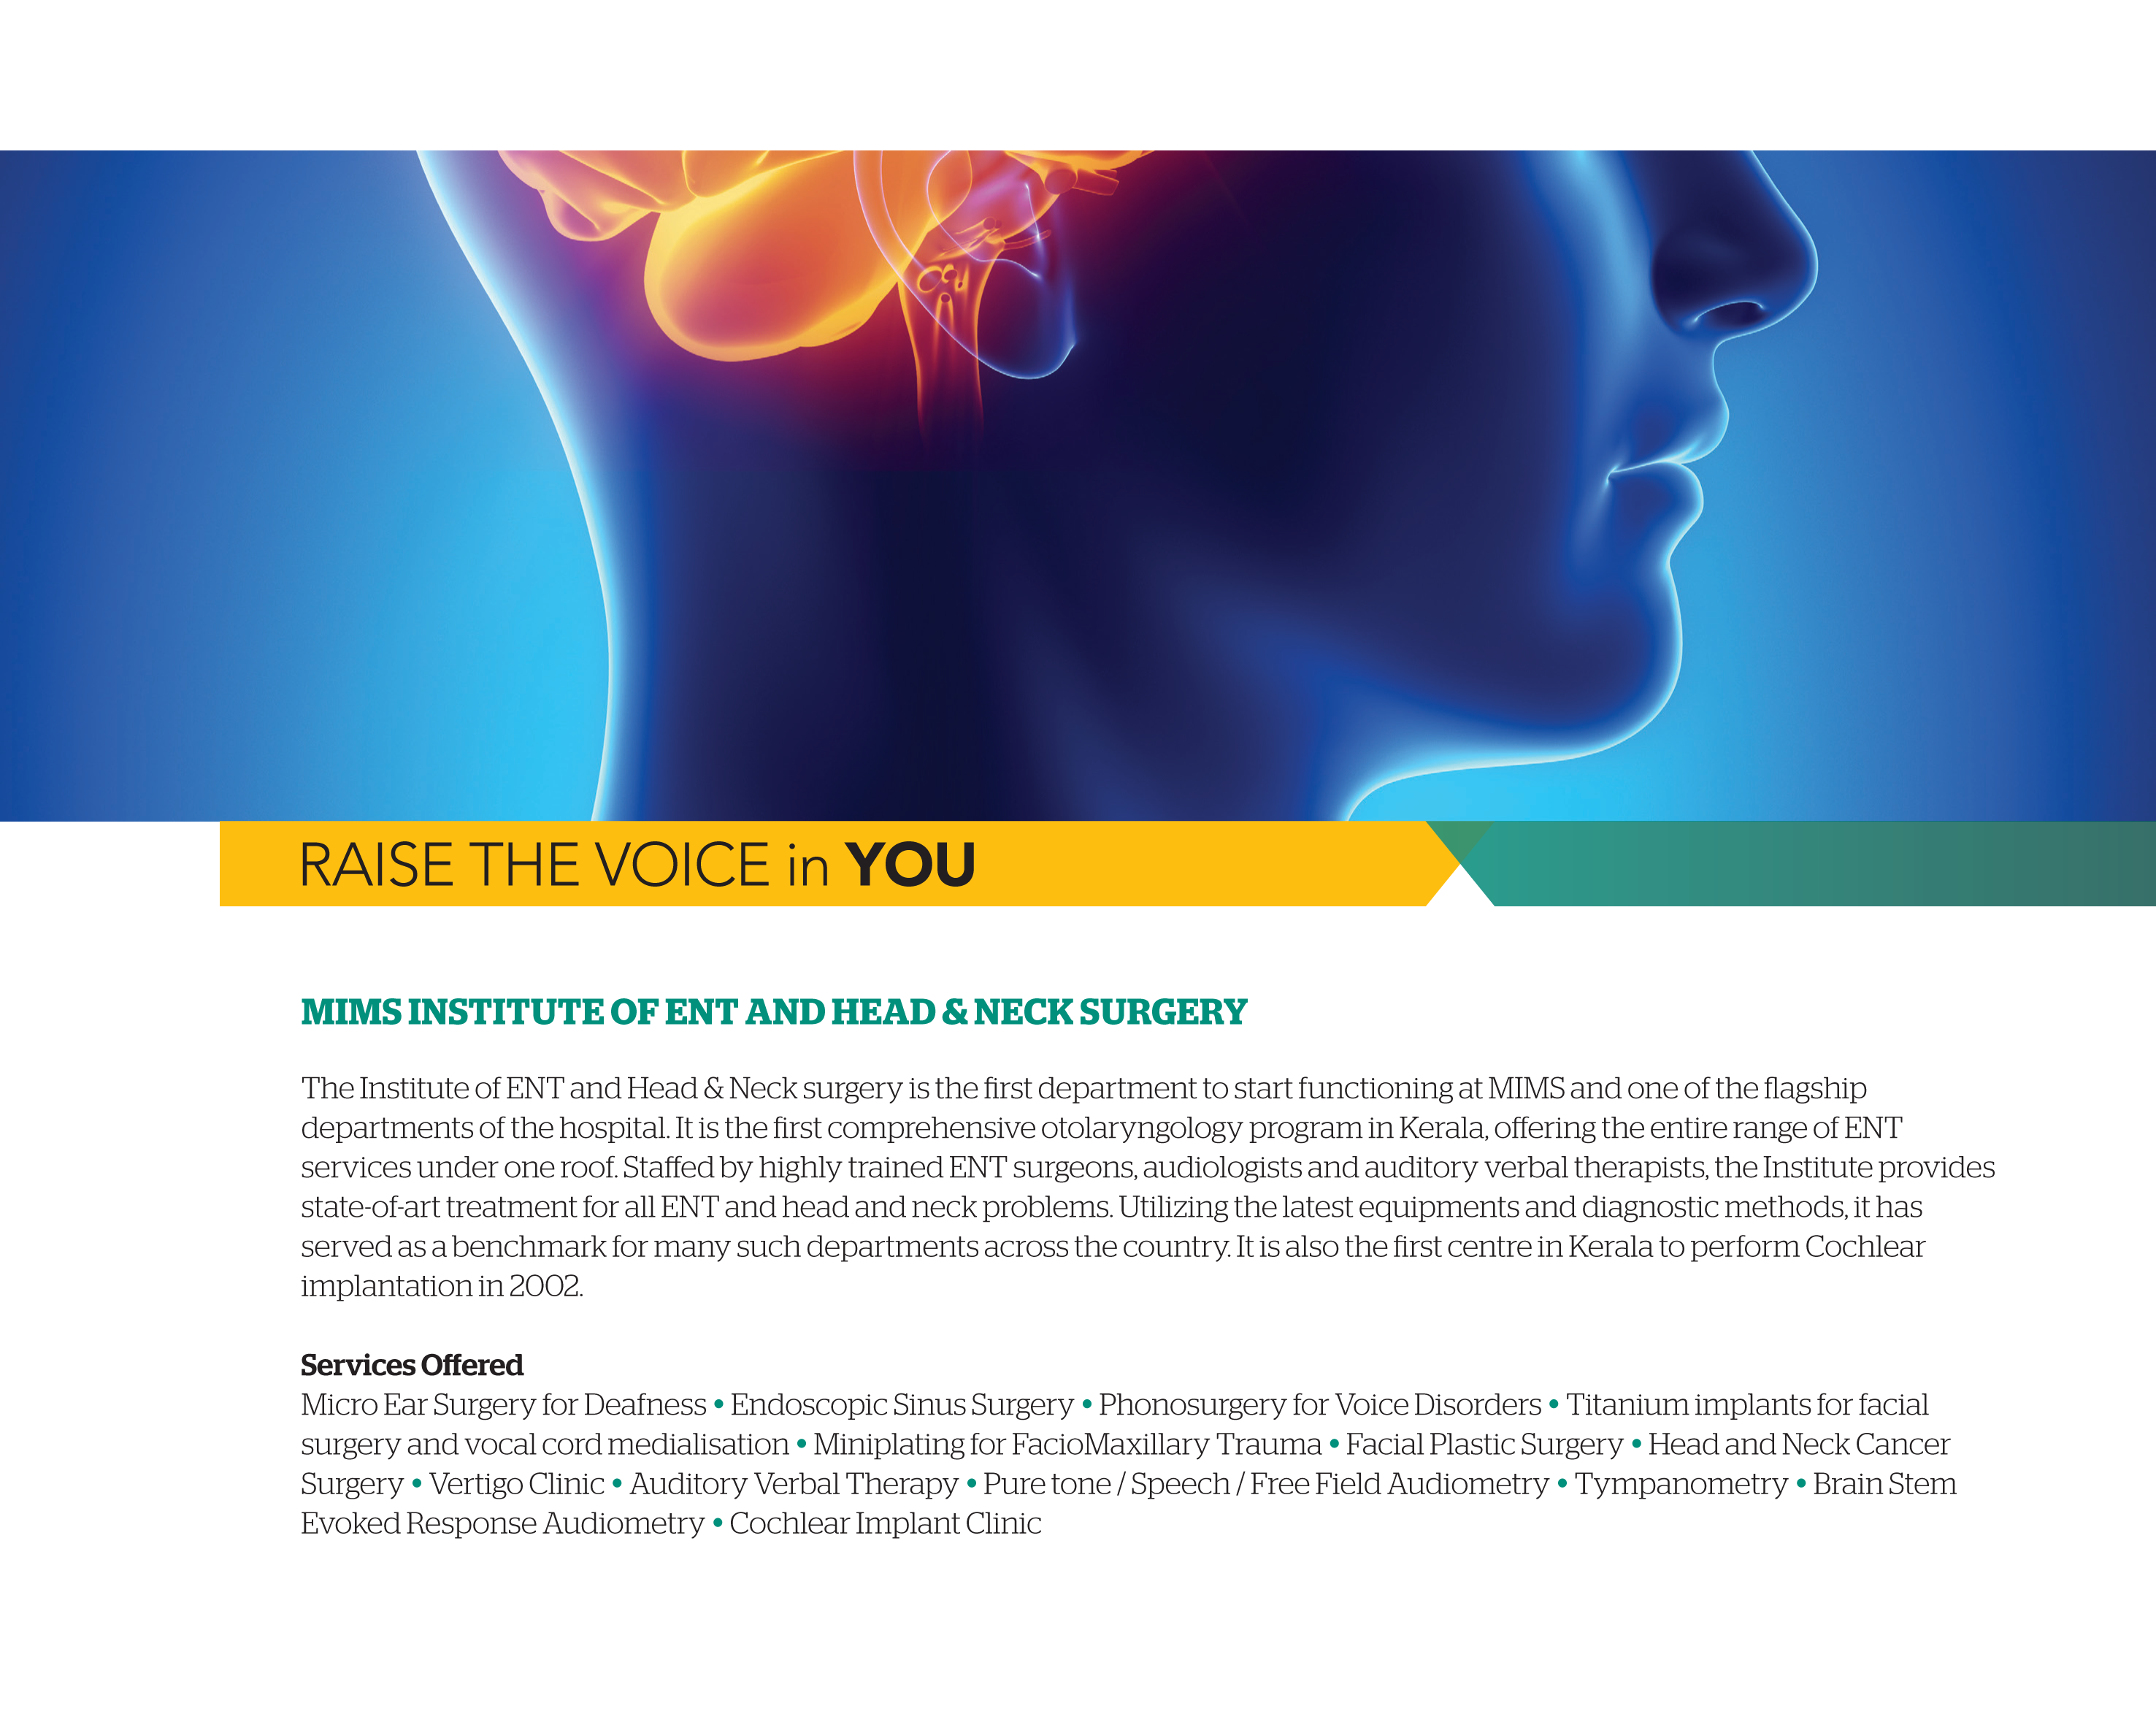 RAISE THE VOICE in YOU
MIMS INSTITUTE OF ENT AND HEAD & NECK SURGERY
The Institute of ENT and Head & Neck surgery is the first department to start functioning at MIMS and one of the flagship
departments of the hospital. It is the first comprehensive otolaryngology program in Kerala, offering the entire range of ENT
services under one roof. Staffed by highly trained ENT surgeons, audiologists and auditory verbal therapists, the Institute provides
state-of-art treatment for all ENT and head and neck problems. Utilizing the latest equipments and diagnostic methods, it has
served as a benchmark for many such departments across the country. It is also the first centre in Kerala to perform Cochlear
implantation in 2002.
Services Offered
Micro Ear Surgery for Deafness • Endoscopic Sinus Surgery • Phonosurgery for Voice Disorders • Titanium implants for facial
surgery and vocal cord medialisation • Miniplating for FacioMaxillary Trauma • Facial Plastic Surgery • Head and Neck Cancer
Surgery • Vertigo Clinic • Auditory Verbal Therapy • Pure tone / Speech / Free Field Audiometry • Tympanometry • Brain Stem
Evoked Response Audiometry • Cochlear Implant Clinic